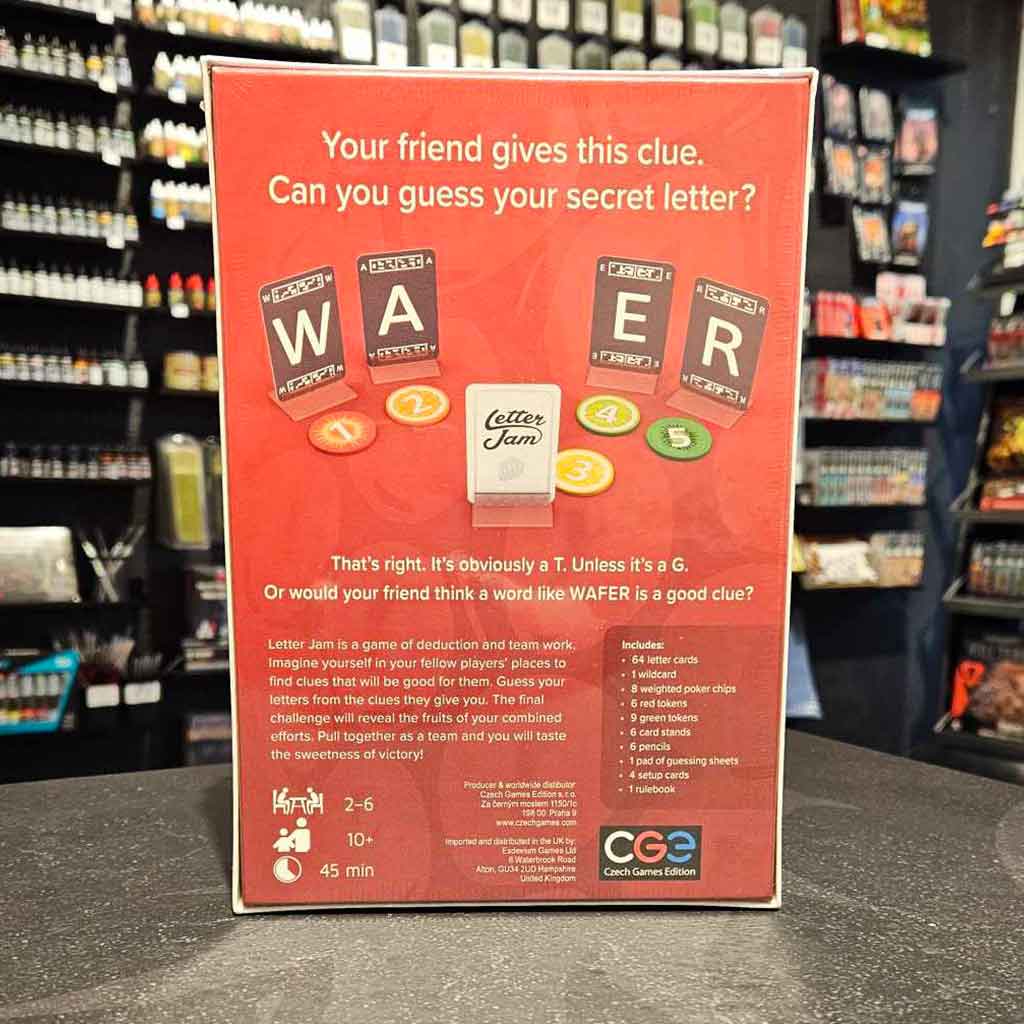 Your friend gives this clue.
Can you guess your secret letter?
W A E R
Letter
Jam
1 2 3 4 5
That's right. It's obviously a T. Unless it's a G.
Or would your friend think a word like WAFER is a good clue?
Letter Jam is a game of deduction and team work.
Imagine yourself in your fellow players' places to
find clues that will be good for them. Guess your
letters from the clues they give you. The final
challenge will reveal the fruits of your combined
efforts. Pull together as a team and you will taste
the sweetness of victory!
Includes:
• 64 letter cards
• 1 wildcard
• 8 weighted poker chips
• 6 red tokens
• 9 green tokens
• 6 card stands
• 6 pencils
• 1 pad of guessing sheets
• 4 setup cards
• 1 rulebook
2–6
10+
45 min
Producer & worldwide distributor
Czech Games Edition s.r.o.
Za černým mostem 1150/1c
198 00 Praha 9
www.czechgames.com
Imported and distributed in the UK by:
Esdevium Games Ltd
6 Waterbrook Road
Alton, GU34 2UD Hampshire
United Kingdom
CGE
Czech Games Edition